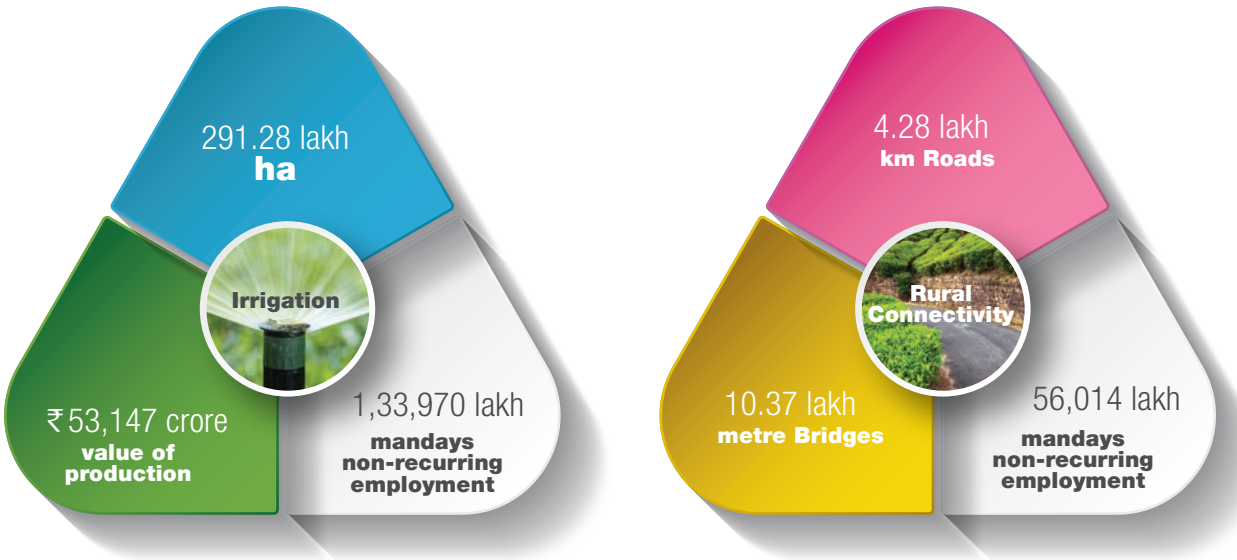 291.28 lakh
ha
Irrigation
₹53,147 crore
value of
production
1,33,970 lakh
mandays
non-recurring
employment
4.28 lakh
km Roads
Rural
Connectivity
10.37 lakh
metre Bridges
56,014 lakh
mandays
non-recurring
employment